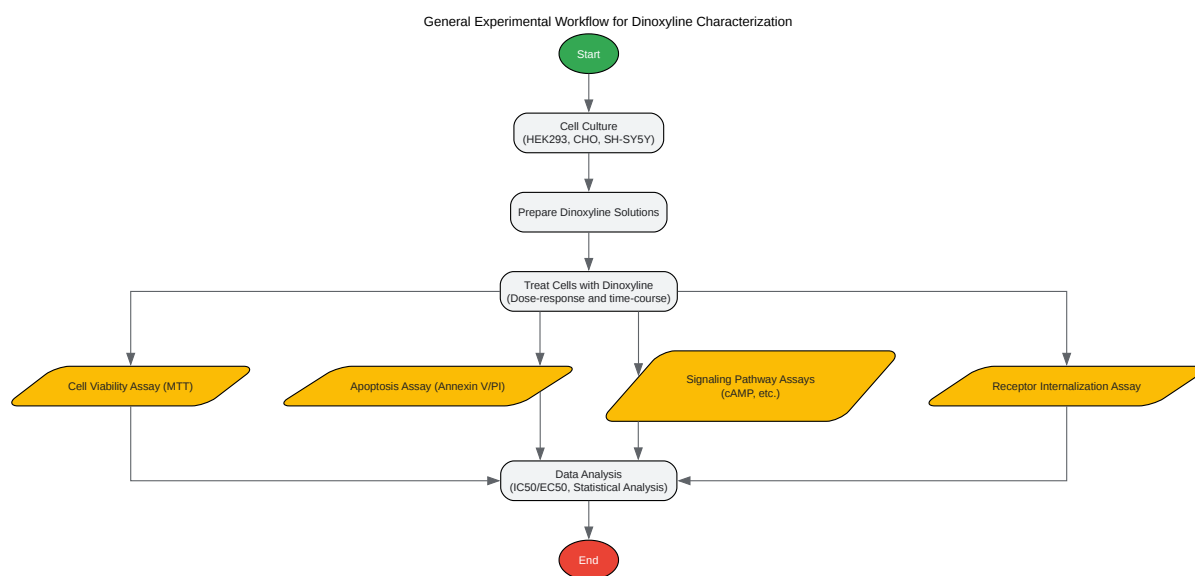 General Experimental Workflow for Dinoxyline Characterization
Start
Cell Culture
(HEK293, CHO, SH-SY5Y)
Prepare Dinoxyline Solutions
Treat Cells with Dinoxyline
(Dose-response and time-course)
Cell Viability Assay (MTT)
Apoptosis Assay (Annexin V/PI)
Signaling Pathway Assays
(cAMP, etc.)
Receptor Internalization Assay
Data Analysis
(IC50/EC50, Statistical Analysis)
End